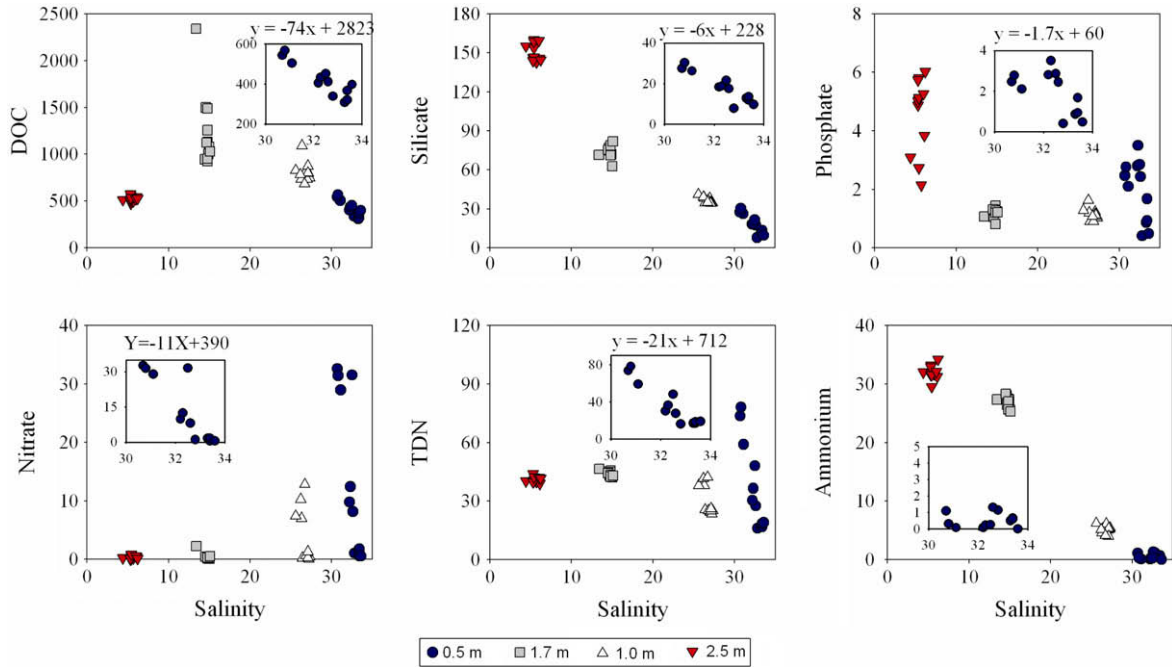 y = -74x + 2823
y = -6x + 228
y = -1.7x + 60
DOC
2500
2000
1500
1000
500
0
0 10 20 30
600
400
200
30 32 34
Silicate
180
150
120
90
60
30
0
0 10 20 30
40
20
0
30 32 34
Phosphate
8
6
4
2
0
0 10 20 30
4
2
0
30 32 34
Y=-11X+390
y = -21x + 712
Nitrate
40
30
20
10
0
0 10 20 30
30
15
0
30 32 34
TDN
120
90
60
30
0
0 10 20 30
80
40
0
30 32 34
Ammonium
40
30
20
10
0
0 10 20 30
5
4
3
2
1
0
30 32 34
Salinity Salinity Salinity
0.5 m 1.7 m 1.0 m 2.5 m